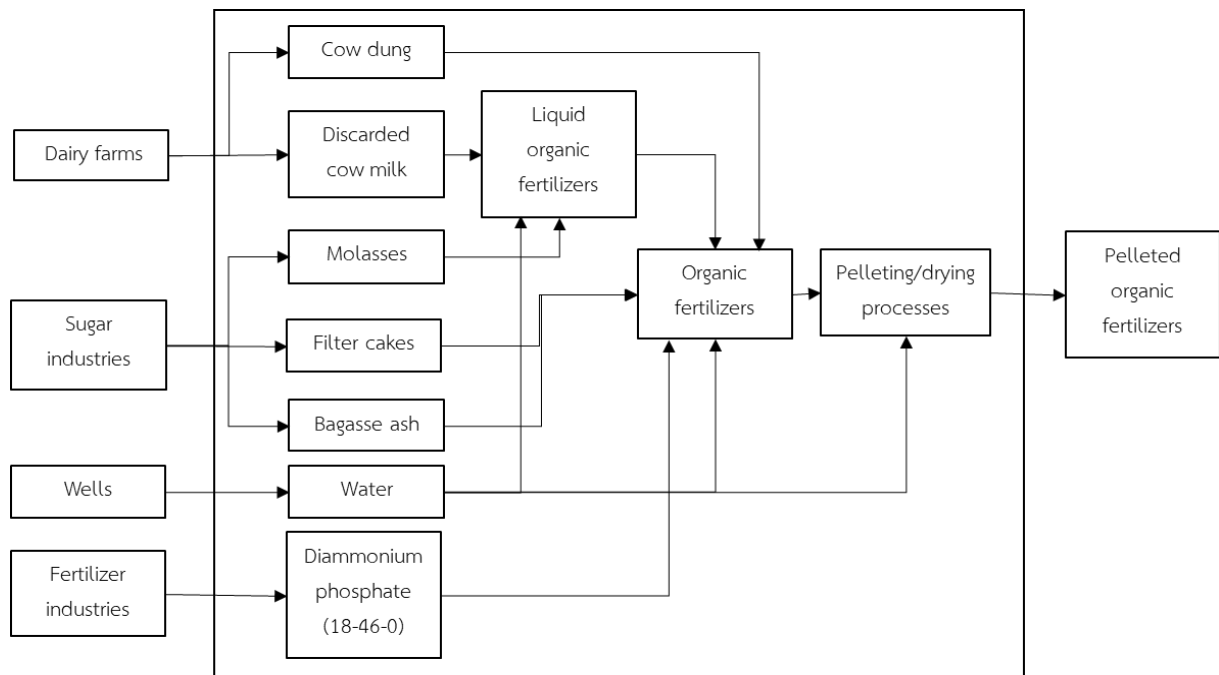 Cow dung
Dairy farms
Discarded
cow milk
Liquid
organic
fertilizers
Molasses
Organic
fertilizers
Pelleting/drying
processes
Pelleted
organic
fertilizers
Sugar
industries
Filter cakes
Bagasse ash
Wells
Water
Fertilizer
industries
Diammonium
phosphate
(18-46-0)